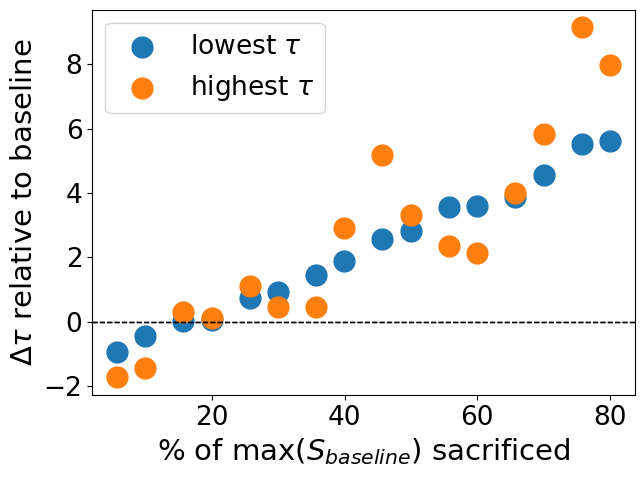 lowest τ
highest τ
Δτ relative to baseline
8
6
4
2
0
−2
20 40 60 80
% of max(S_baseline) sacrificed